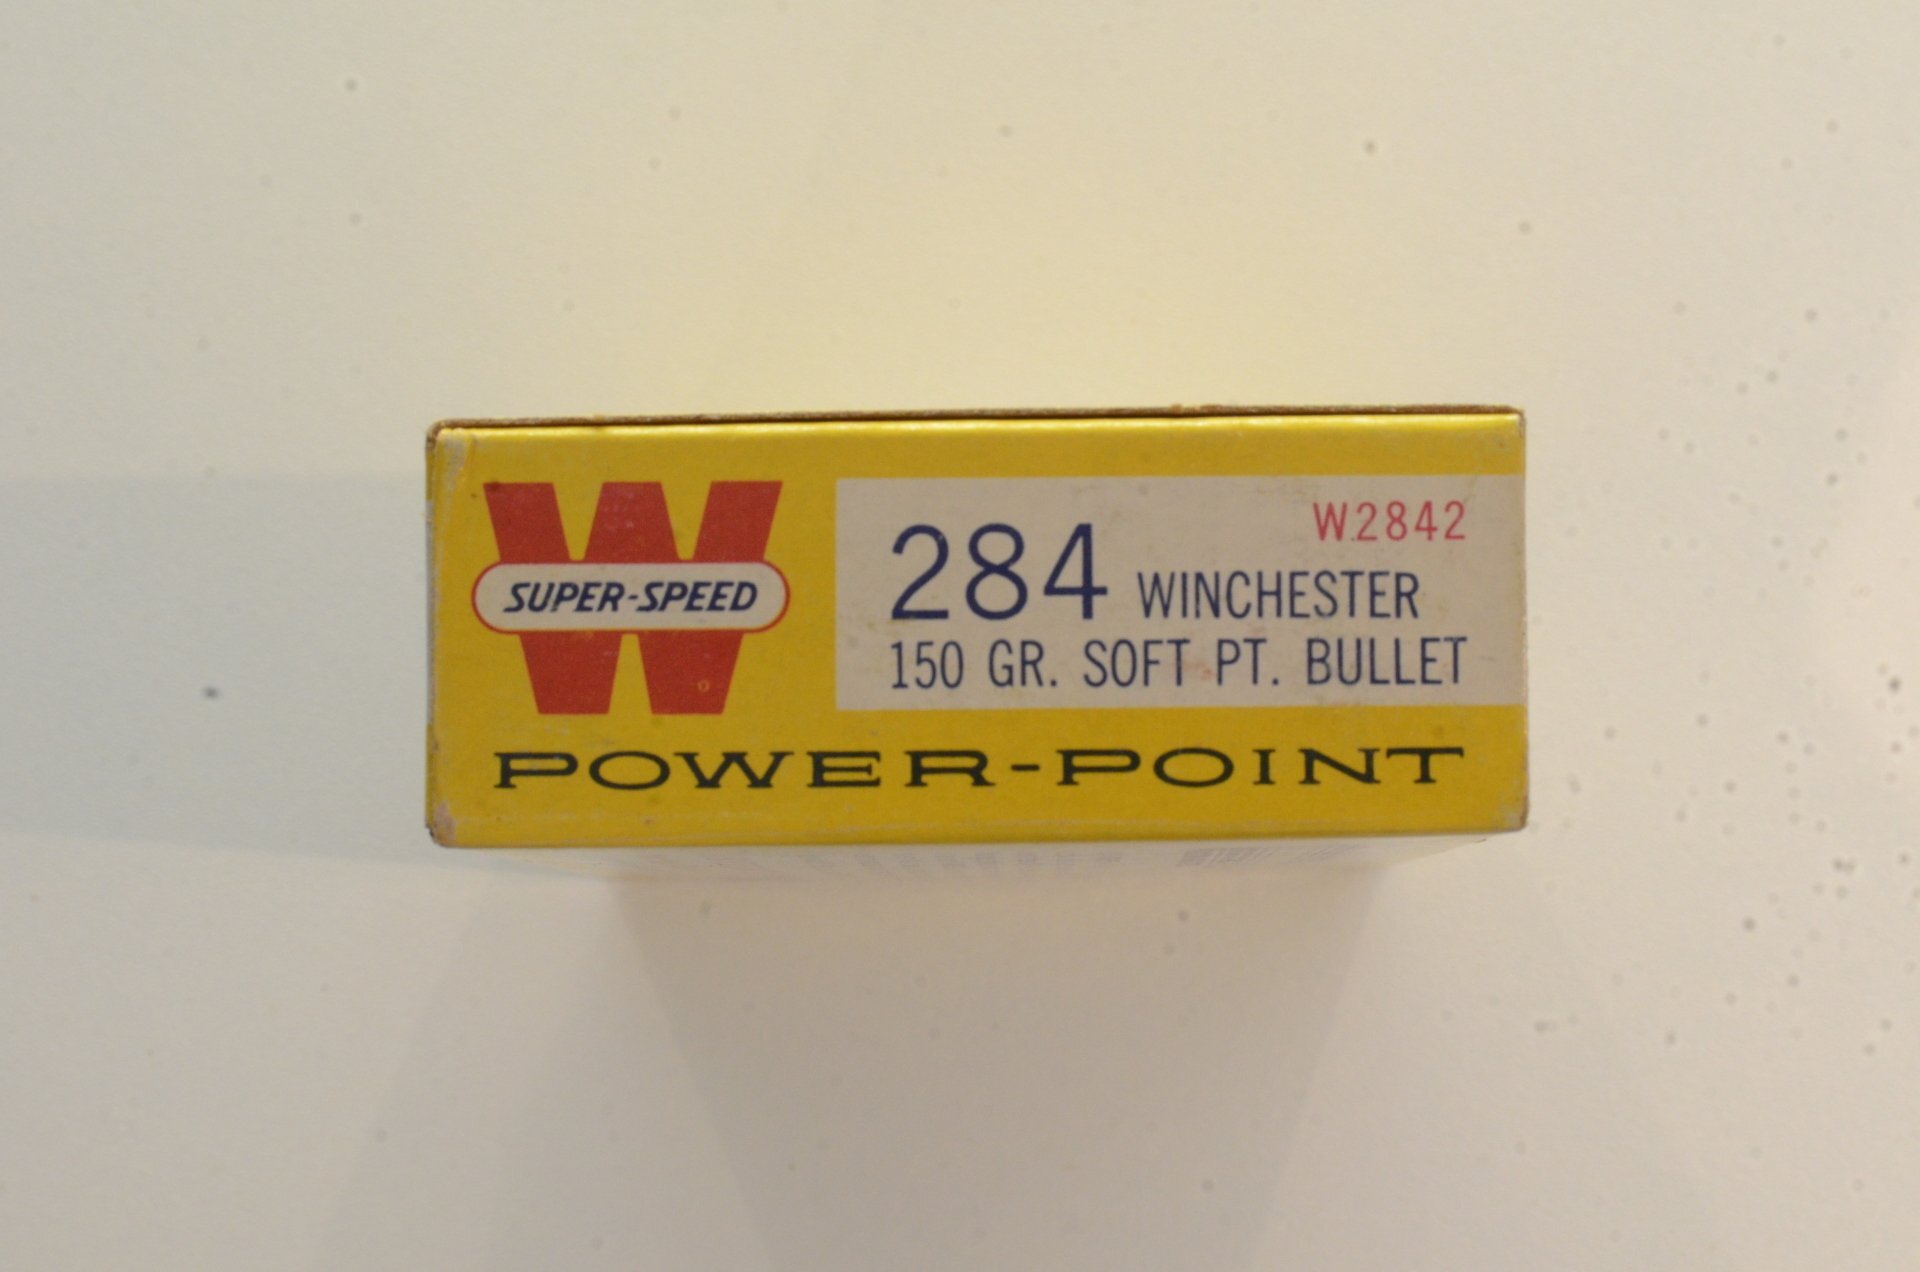 W
SUPER-SPEED
W2842
284 WINCHESTER
150 GR. SOFT PT. BULLET
POWER-POINT